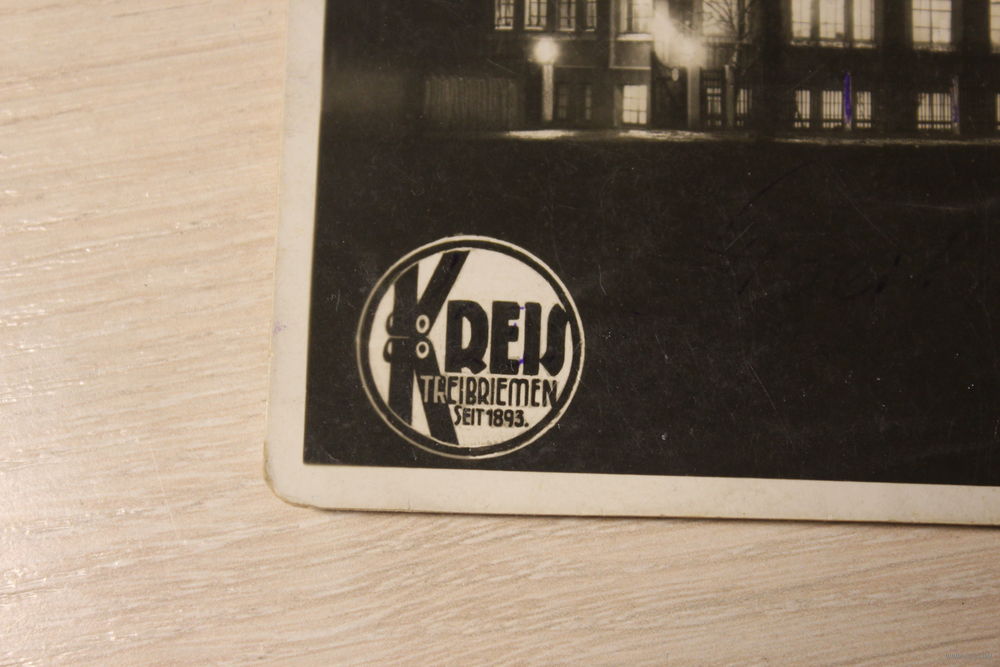 KREIS
TREIBRIEMEN
SEIT 1893.